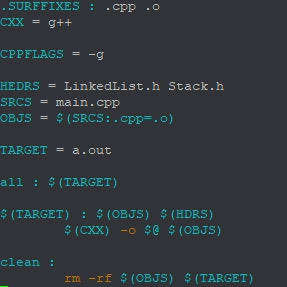 .SURFFIXES : .cpp .o
CXX = g++
CPPFLAGS = -g
HEDRS = LinkedList.h Stack.h
SRCS = main.cpp
OBJS = $(SRCS:.cpp=.o)
TARGET = a.out
all : $(TARGET)
$(TARGET) : $(OBJS) $(HDRS)
$(CXX) -o $@ $(OBJS)
clean :
rm -rf $(OBJS) $(TARGET)